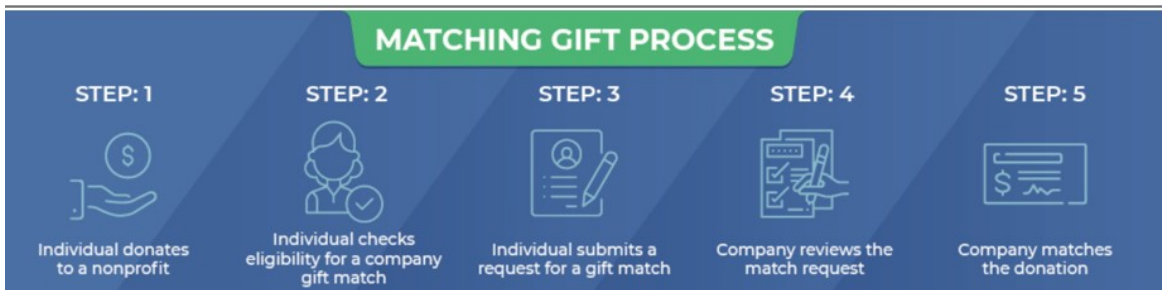 MATCHING GIFT PROCESS
STEP: 1
STEP: 2
STEP: 3
STEP: 4
STEP: 5
$
$
Individual donates
to a nonprofit
Individual checks
eligibility for a company
gift match
Individual submits a
request for a gift match
Company reviews the
match request
Company matches
the donation